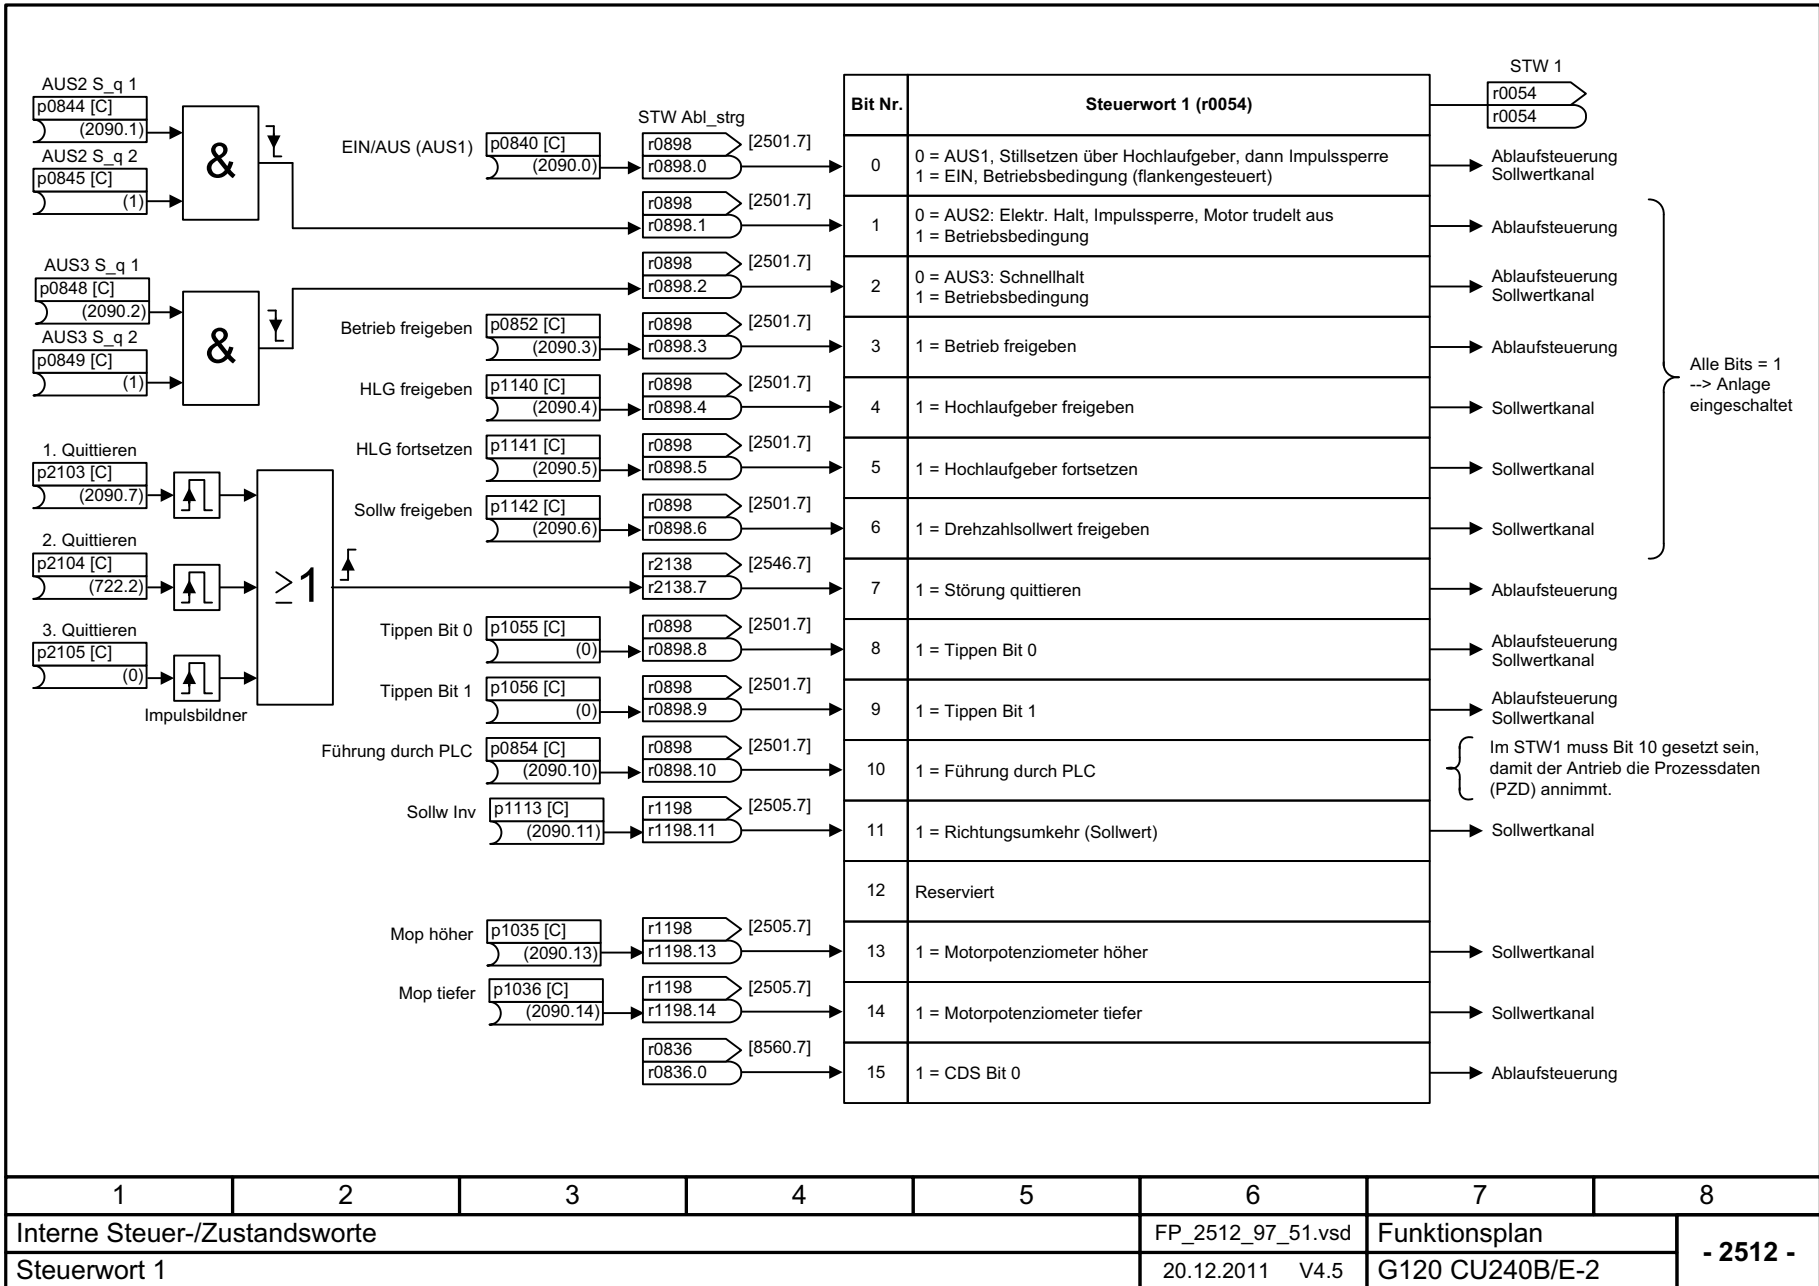 AUS2 S_q 1
p0844 [C]
(2090.1)
AUS2 S_q 2
p0845 [C]
(1)
&
AUS3 S_q 1
p0848 [C]
(2090.2)
AUS3 S_q 2
p0849 [C]
(1)
&
1. Quittieren
p2103 [C]
(2090.7)
2. Quittieren
p2104 [C]
(722.2)
3. Quittieren
p2105 [C]
(0)
Impulsbildner
≥1
STW Abl_strg
EIN/AUS (AUS1)
p0840 [C]
(2090.0)
r0898
r0898.0
[2501.7]
r0898
r0898.1
[2501.7]
r0898
r0898.2
[2501.7]
Betrieb freigeben
p0852 [C]
(2090.3)
r0898
r0898.3
[2501.7]
HLG freigeben
p1140 [C]
(2090.4)
r0898
r0898.4
[2501.7]
HLG fortsetzen
p1141 [C]
(2090.5)
r0898
r0898.5
[2501.7]
Sollw freigeben
p1142 [C]
(2090.6)
r0898
r0898.6
[2501.7]
r2138
r2138.7
[2546.7]
Tippen Bit 0
p1055 [C]
(0)
r0898
r0898.8
[2501.7]
Tippen Bit 1
p1056 [C]
(0)
r0898
r0898.9
[2501.7]
Führung durch PLC
p0854 [C]
(2090.10)
r0898
r0898.10
[2501.7]
Sollw Inv
p1113 [C]
(2090.11)
r1198
r1198.11
[2505.7]
Mop höher
p1035 [C]
(2090.13)
r1198
r1198.13
[2505.7]
Mop tiefer
p1036 [C]
(2090.14)
r1198
r1198.14
[2505.7]
r0836
r0836.0
[8560.7]
Bit Nr. Steuerwort 1 (r0054)
STW 1
r0054
r0054
0
0 = AUS1, Stillsetzen über Hochlaufgeber, dann Impulssperre
1 = EIN, Betriebsbedingung (flankengesteuert)
Ablaufsteuerung
Sollwertkanal
1
0 = AUS2: Elektr. Halt, Impulssperre, Motor trudelt aus
1 = Betriebsbedingung
Ablaufsteuerung
2
0 = AUS3: Schnellhalt
1 = Betriebsbedingung
Ablaufsteuerung
Sollwertkanal
3 1 = Betrieb freigeben Ablaufsteuerung
4 1 = Hochlaufgeber freigeben Sollwertkanal
5 1 = Hochlaufgeber fortsetzen Sollwertkanal
6 1 = Drehzahlsollwert freigeben Sollwertkanal
Alle Bits = 1
--> Anlage
eingeschaltet
7 1 = Störung quittieren Ablaufsteuerung
8 1 = Tippen Bit 0
Ablaufsteuerung
Sollwertkanal
9 1 = Tippen Bit 1
Ablaufsteuerung
Sollwertkanal
10 1 = Führung durch PLC
Im STW1 muss Bit 10 gesetzt sein,
damit der Antrieb die Prozessdaten
(PZD) annimmt.
11 1 = Richtungsumkehr (Sollwert) Sollwertkanal
12 Reserviert
13 1 = Motorpotenziometer höher Sollwertkanal
14 1 = Motorpotenziometer tiefer Sollwertkanal
15 1 = CDS Bit 0 Ablaufsteuerung
1 2 3 4 5 6 7 8
Interne Steuer-/Zustandsworte FP_2512_97_51.vsd Funktionsplan
- 2512 -
Steuerwort 1 20.12.2011 V4.5 G120 CU240B/E-2